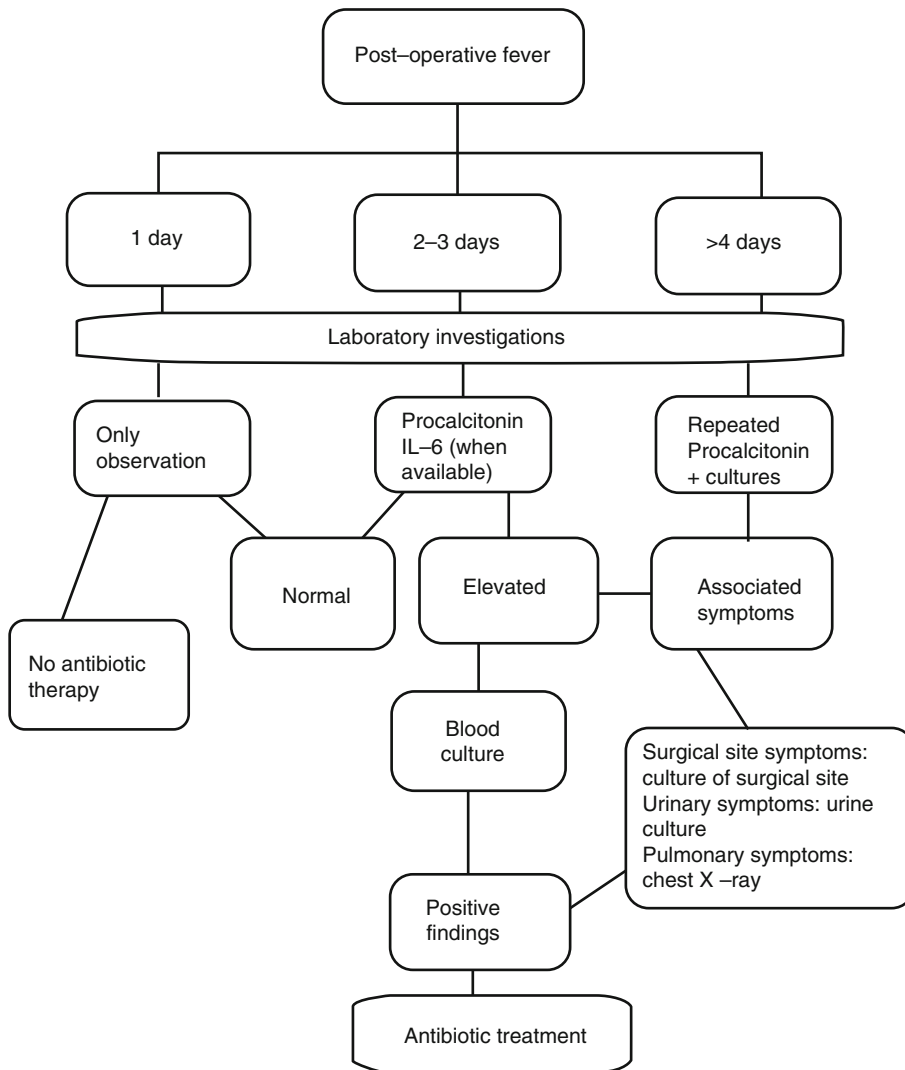 Post–operative fever
1 day
2–3 days
>4 days
Laboratory investigations
Only
observation
Procalcitonin
IL–6 (when
available)
Repeated
Procalcitonin
+ cultures
Normal
Elevated
Associated
symptoms
No antibiotic
therapy
Blood
culture
Surgical site symptoms:
culture of surgical site
Urinary symptoms: urine
culture
Pulmonary symptoms:
chest X –ray
Positive
findings
Antibiotic treatment